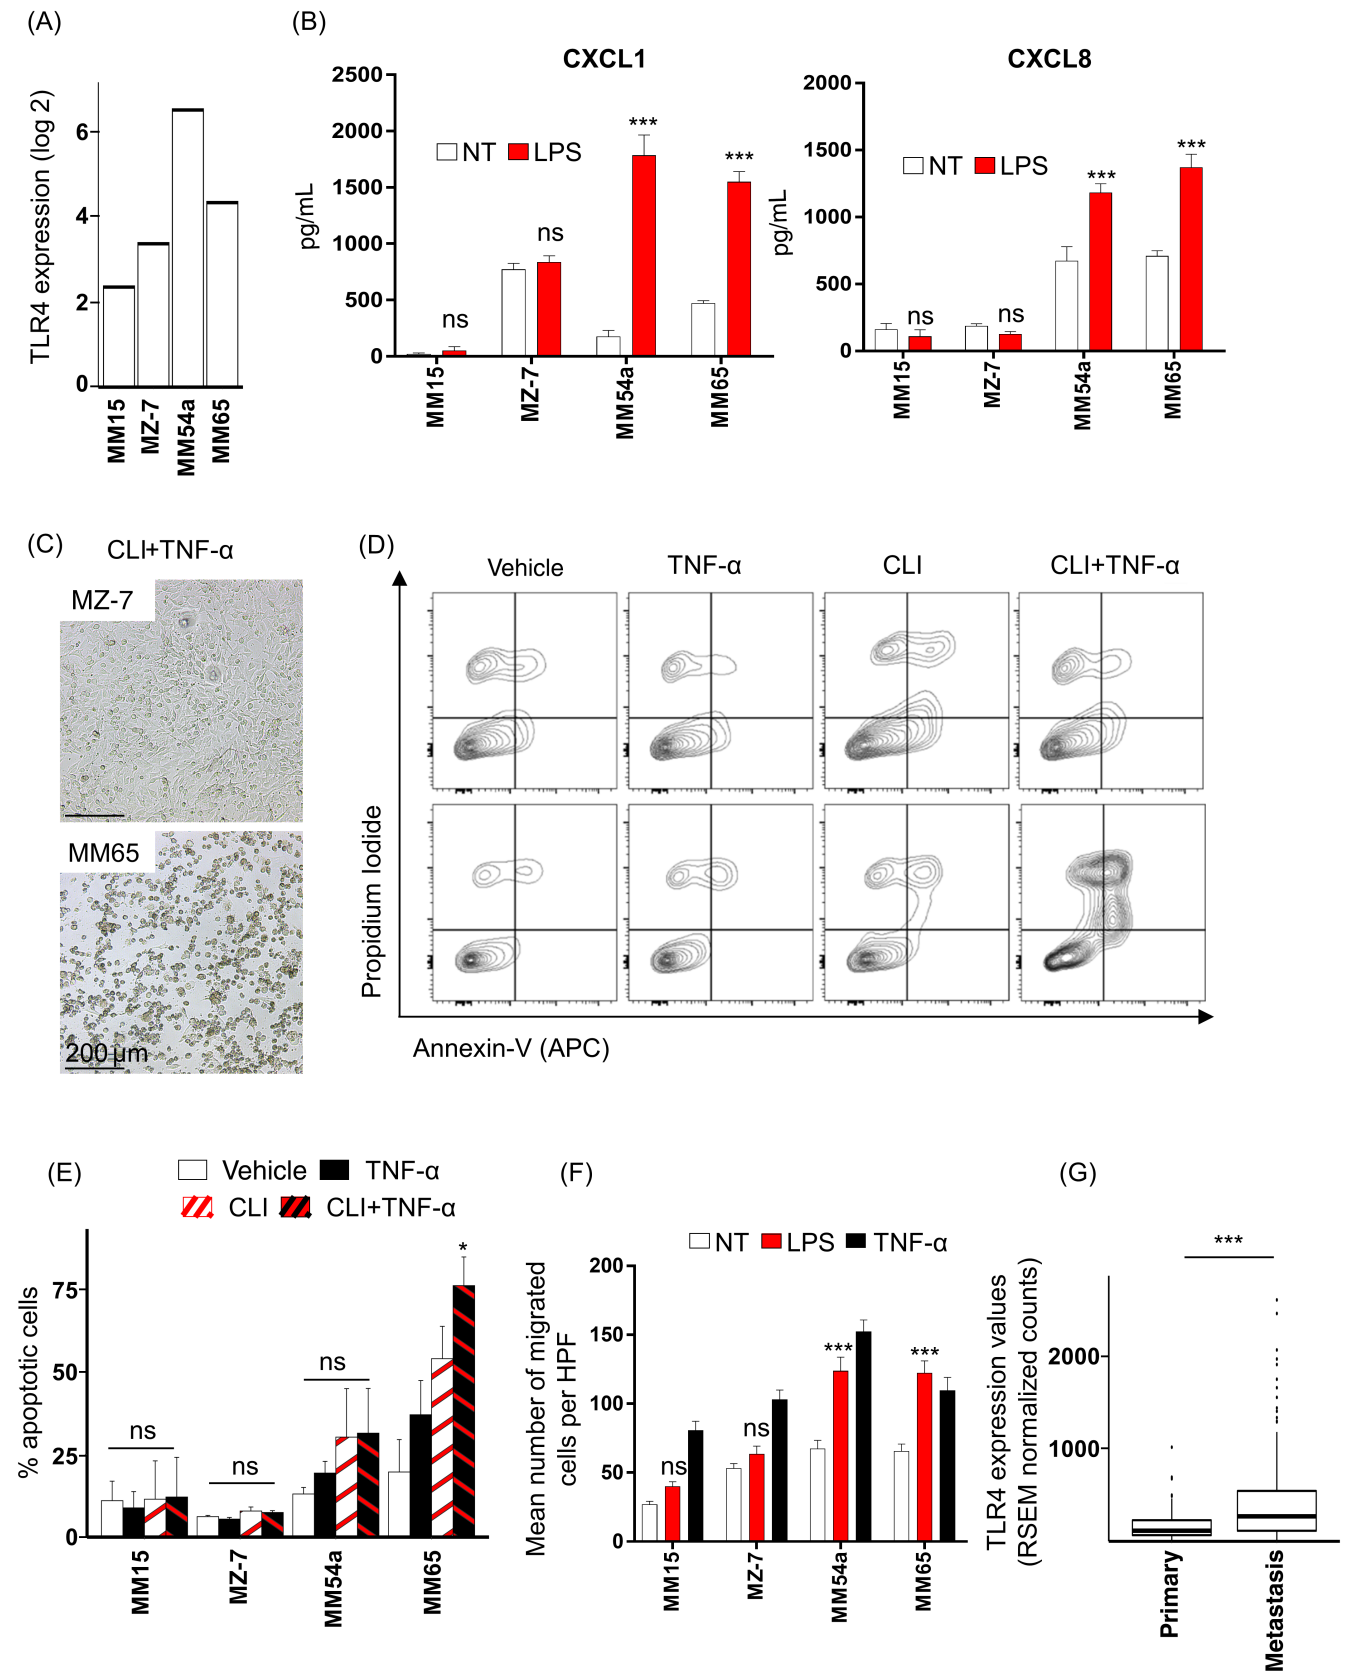 (A)
TLR4 expression (log 2)
6
4
2
0
MM15
MZ-7
MM54a
MM65
(B)
CXCL1
pg/mL
2500
2000
1500
1000
500
0
NT
LPS
ns
ns
***
***
MM15
MZ-7
MM54a
MM65
CXCL8
pg/mL
2000
1500
1000
500
0
NT
LPS
ns
ns
***
***
MM15
MZ-7
MM54a
MM65
(C)
CLI+TNF-α
MZ-7
MM65
200 µm
(D)
Vehicle
TNF-α
CLI
CLI+TNF-α
Propidium Iodide
Annexin-V (APC)
(E)
Vehicle
TNF-α
CLI
CLI+TNF-α
% apoptotic cells
75
50
25
0
ns
ns
ns
*
MM15
MZ-7
MM54a
MM65
(F)
NT
LPS
TNF-α
Mean number of migrated
cells per HPF
200
150
100
50
0
ns
ns
***
***
MM15
MZ-7
MM54a
MM65
(G)
***
TLR4 expression values
(RSEM normalized counts)
2000
1000
Primary
Metastasis